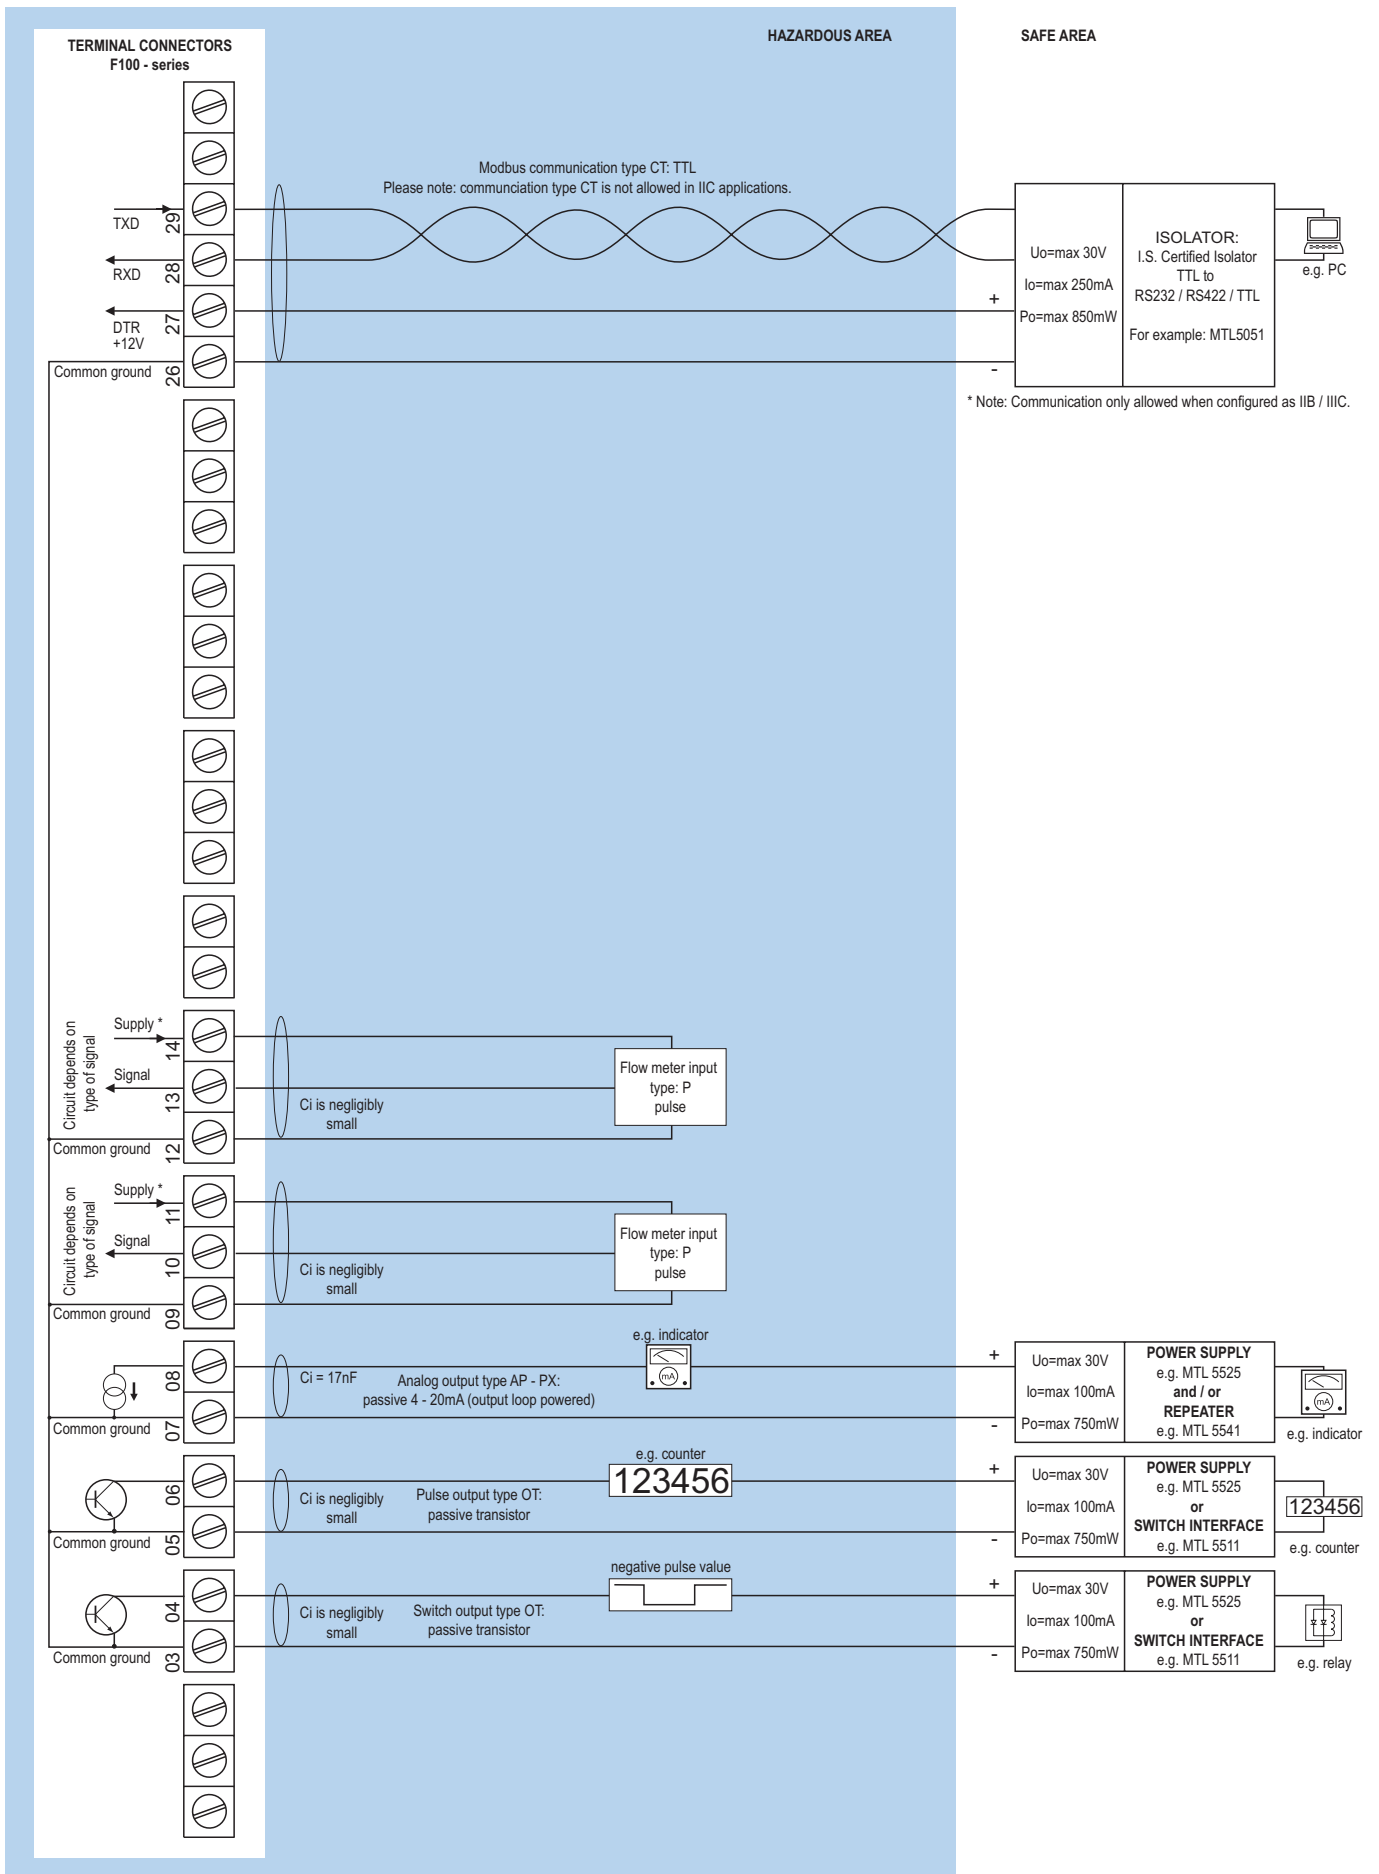 HAZARDOUS AREA
SAFE AREA
TERMINAL CONNECTORS
F100 - series
Modbus communication type CT: TTL
Please note: communciation type CT is not allowed in IIC applications.
TXD
29
RXD
28
DTR
+12V
27
Common ground
26
+
-
Uo=max 30V
Io=max 250mA
Po=max 850mW
ISOLATOR:
I.S. Certified Isolator
TTL to
RS232 / RS422 / TTL
For example: MTL5051
e.g. PC
* Note: Communication only allowed when configured as IIB / IIIC.
Circuit depends on
type of signal
Supply *
14
Signal
13
Common ground
12
Ci is negligibly
small
Flow meter input
type: P
pulse
Circuit depends on
type of signal
Supply *
11
Signal
10
Common ground
09
Ci is negligibly
small
Flow meter input
type: P
pulse
08
Common ground
07
Ci = 17nF
Analog output type AP - PX:
passive 4 - 20mA (output loop powered)
e.g. indicator
mA
+
-
Uo=max 30V
Io=max 100mA
Po=max 750mW
POWER SUPPLY
e.g. MTL 5525
and / or
REPEATER
e.g. MTL 5541
mA
e.g. indicator
06
Common ground
05
Ci is negligibly
small
Pulse output type OT:
passive transistor
e.g. counter
123456
+
-
Uo=max 30V
Io=max 100mA
Po=max 750mW
POWER SUPPLY
e.g. MTL 5525
or
SWITCH INTERFACE
e.g. MTL 5511
123456
e.g. counter
04
Common ground
03
Ci is negligibly
small
Switch output type OT:
passive transistor
negative pulse value
+
-
Uo=max 30V
Io=max 100mA
Po=max 750mW
POWER SUPPLY
e.g. MTL 5525
or
SWITCH INTERFACE
e.g. MTL 5511
e.g. relay